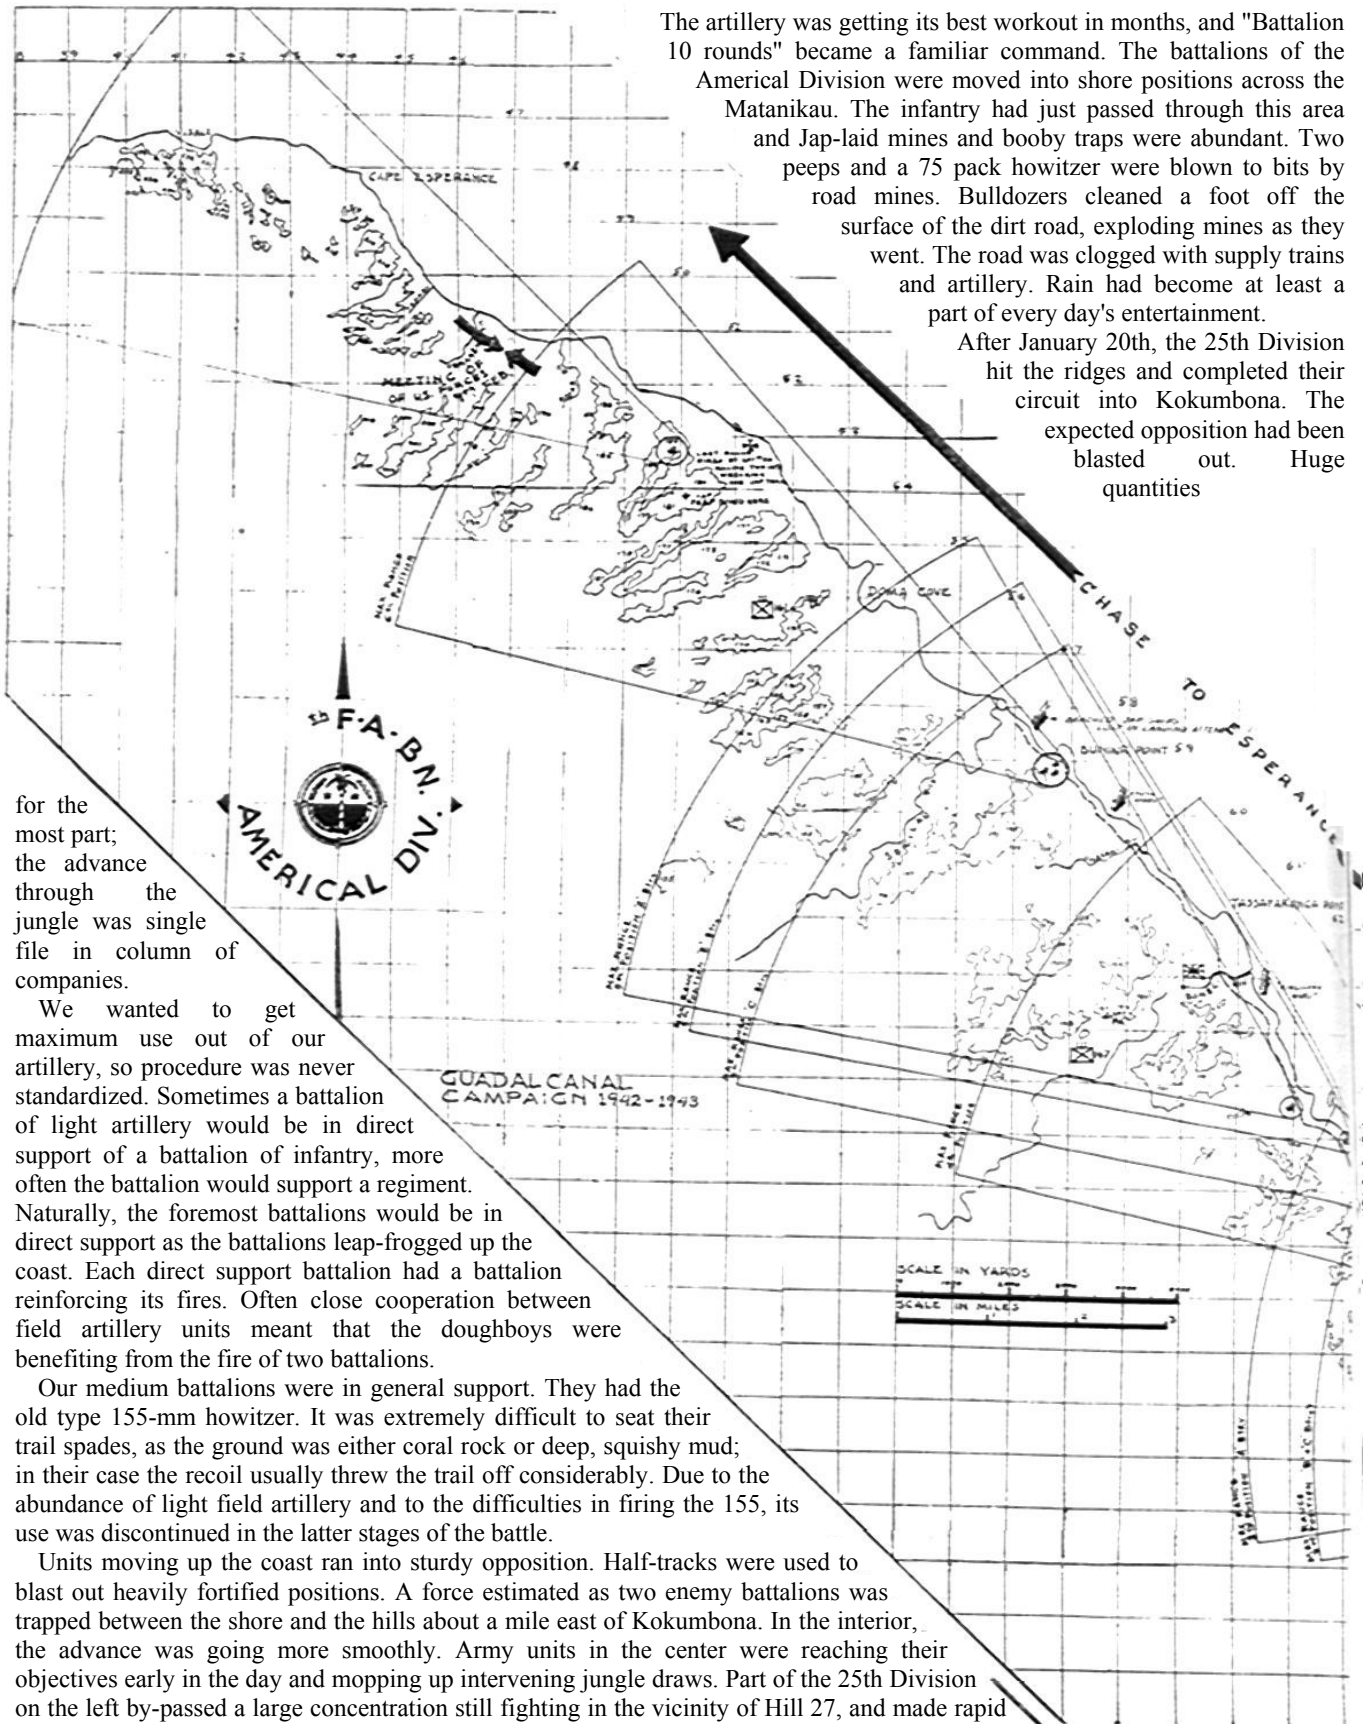 for the
most part;
the advance
through the
jungle was single
file in column of
companies.
We wanted to get
maximum use out of our
artillery, so procedure was never
standardized. Sometimes a battalion
of light artillery would be in direct
support of a battalion of infantry, more
often the battalion would support a regiment.
Naturally, the foremost battalions would be in
direct support as the battalions leap-frogged up the
coast. Each direct support battalion had a battalion
reinforcing its fires. Often close cooperation between
field artillery units meant that the doughboys were
benefiting from the fire of two battalions.
Our medium battalions were in general support. They had the
old type 155-mm howitzer. It was extremely difficult to seat their
trail spades, as the ground was either coral rock or deep, squishy mud;
in their case the recoil usually threw the trail off considerably. Due to the
abundance of light field artillery and to the difficulties in firing the 155, its
use was discontinued in the latter stages of the battle.
Units moving up the coast ran into sturdy opposition. Half-tracks were used to
blast out heavily fortified positions. A force estimated as two enemy battalions was
trapped between the shore and the hills about a mile east of Kokumbona. In the interior,
the advance was going more smoothly. Army units in the center were reaching their
objectives early in the day and mopping up intervening jungle draws. Part of the 25th Division
on the left by-passed a large concentration still fighting in the vicinity of Hill 27, and made rapid
The artillery was getting its best workout in months, and "Battalion
10 rounds" became a familiar command. The battalions of the
Americal Division were moved into shore positions across the
Matanikau. The infantry had just passed through this area
and Jap-laid mines and booby traps were abundant. Two
peeps and a 75 pack howitzer were blown to bits by
road mines. Bulldozers cleaned a foot off the
surface of the dirt road, exploding mines as they
went. The road was clogged with supply trains
and artillery. Rain had become at least a
part of every day's entertainment.
After January 20th, the 25th Division
hit the ridges and completed their
circuit into Kokumbona. The
expected opposition had been
blasted out. Huge
quantities
CAPE ESPERANCE
MEETING OF
DOMA COVE
CHASE TO ESPERANCE
F·A·BN.
AMERICAL DIV.
GUADALCANAL
CAMPAIGN 1942-1943
SCALE IN YARDS
SCALE IN MILES